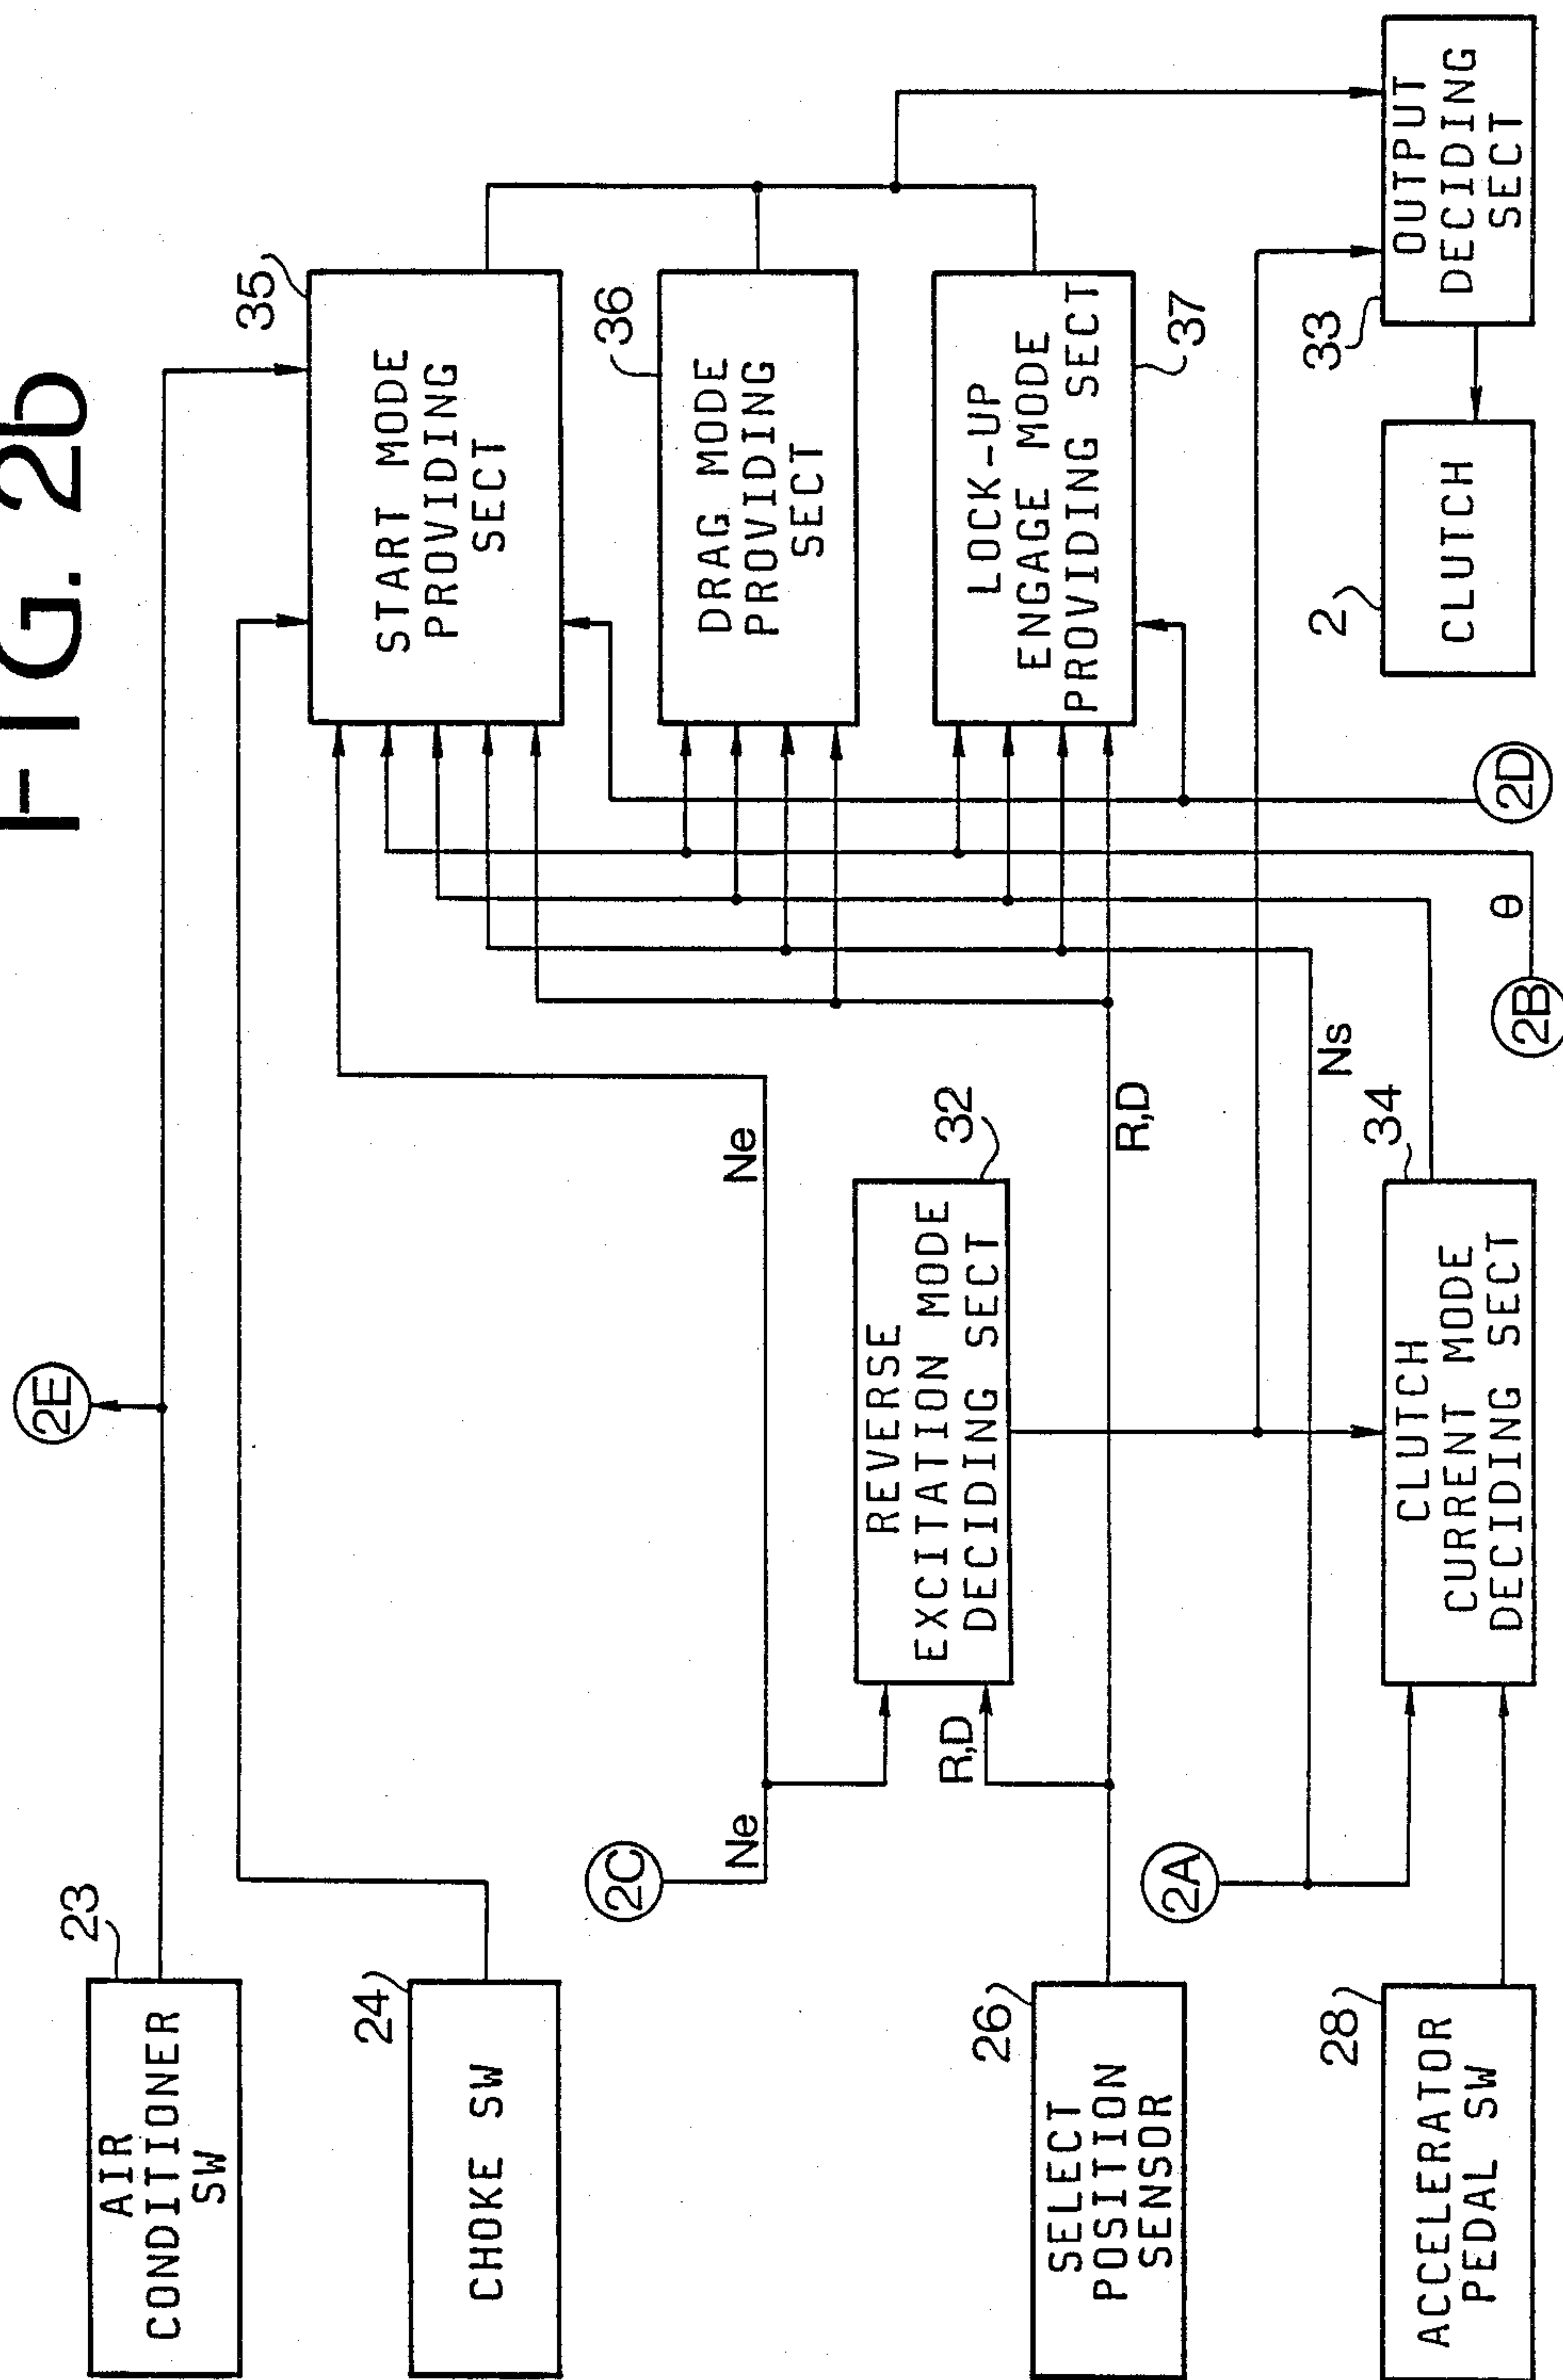 FIG. 2b
2E
23
AIR
CONDITIONER
SW
24
CHOKE SW
2C
Ne
Ne
26
SELECT
POSITION
SENSOR
R,D
R,D
2A
28
ACCELERATOR
PEDAL SW
32
REVERSE
EXCITATION MODE
DECIDING SECT
34
CLUTCH
CURRENT MODE
DECIDING SECT
Ns
2B
θ
2D
35
START MODE
PROVIDING
SECT
36
DRAG MODE
PROVIDING
SECT
37
LOCK-UP
ENGAGE MODE
PROVIDING SECT
2
CLUTCH
33
OUTPUT
DECIDING
SECT